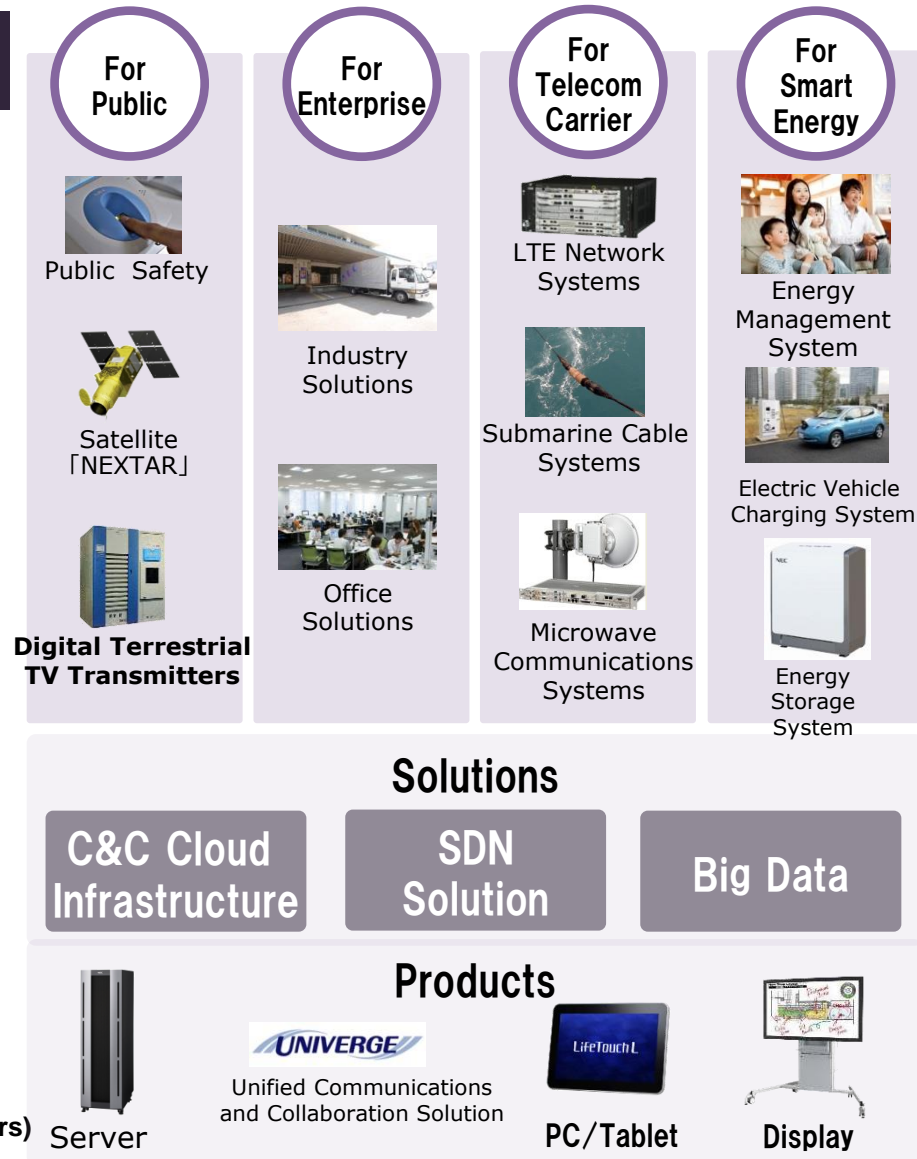 For
Public
For
Enterprise
For
Telecom
Carrier
For
Smart
Energy
Public Safety
Satellite
「NEXTAR」
Digital Terrestrial
TV Transmitters
Industry
Solutions
Office
Solutions
LTE Network
Systems
Submarine Cable
Systems
Microwave
Communications
Systems
Energy
Management
System
Electric Vehicle
Charging System
NEC
Energy
Storage
System
Solutions
C&C Cloud
Infrastructure
SDN
Solution
Big Data
Products
rs)
Server
UNIVERGE
Unified Communications
and Collaboration Solution
LifeTouch L
PC/Tablet
Display